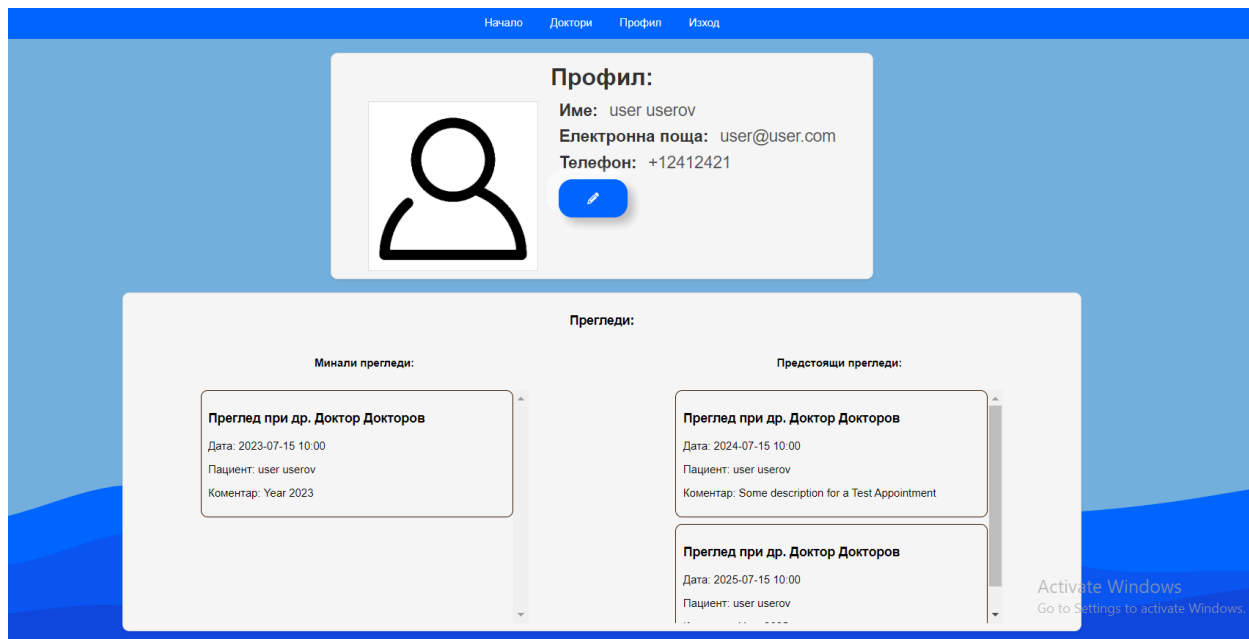 Начало Доктори Профил Изход
Профил:
Име: user userov
Електронна поща: user@user.com
Телефон: +12412421
Прегледи:
Минали прегледи:
Преглед при др. Доктор Докторов
Дата: 2023-07-15 10:00
Пациент: user userov
Коментар: Year 2023
Предстоящи прегледи:
Преглед при др. Доктор Докторов
Дата: 2024-07-15 10:00
Пациент: user userov
Коментар: Some description for a Test Appointment
Преглед при др. Доктор Докторов
Дата: 2025-07-15 10:00
Пациент: user userov
Activate Windows
Go to Settings to activate Windows.